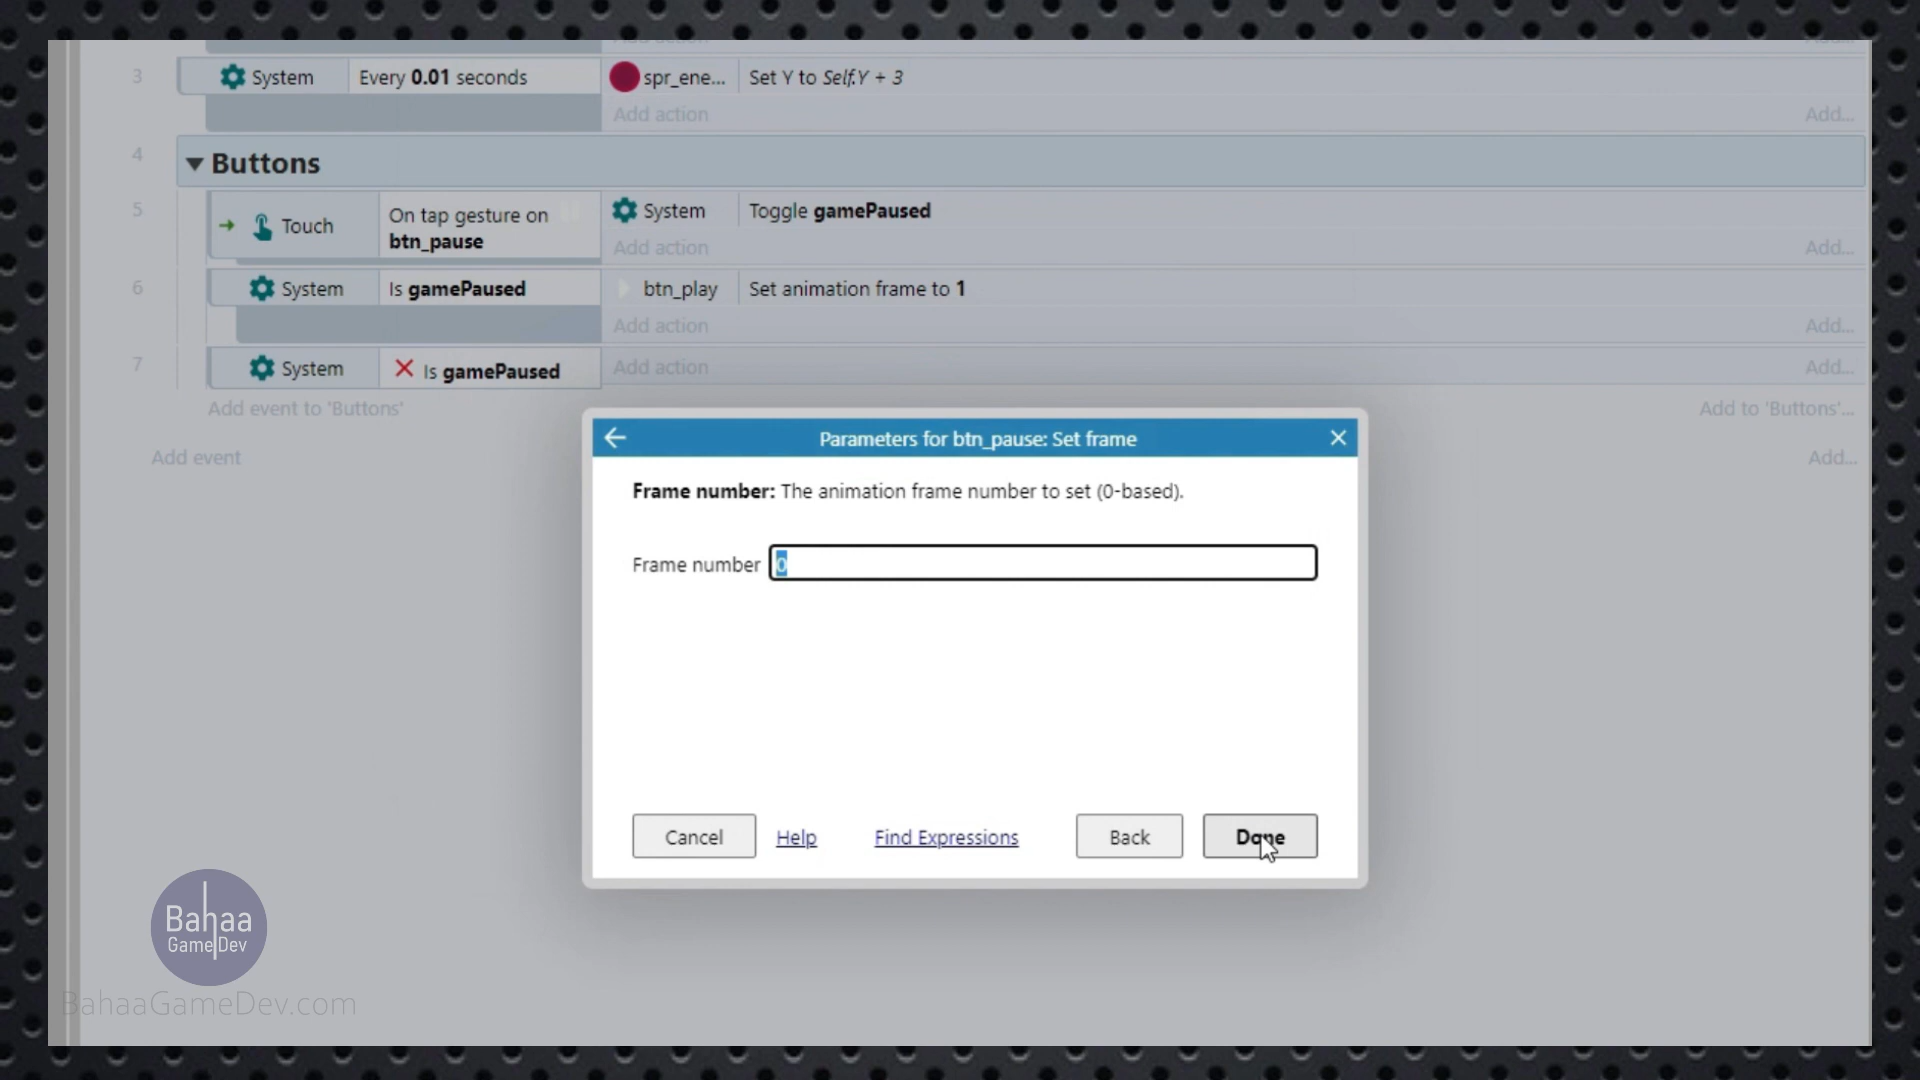 Add action
Add...
3
System
Every 0.01 seconds
spr_ene...
Set Y to Self.Y + 3
Add action
Add...
4
Buttons
5
Touch
On tap gesture on
btn_pause
System
Toggle gamePaused
Add action
Add...
6
System
Is gamePaused
btn_play
Set animation frame to 1
Add action
Add...
7
System
Is gamePaused
Add action
Add...
Add event to 'Buttons'
Add to 'Buttons'...
Add event
Add...
Parameters for btn_pause: Set frame
Frame number: The animation frame number to set (0-based).
Frame number
0
Cancel
Help
Find Expressions
Back
Done
Bahaa
GameDev
BahaaGameDev.com